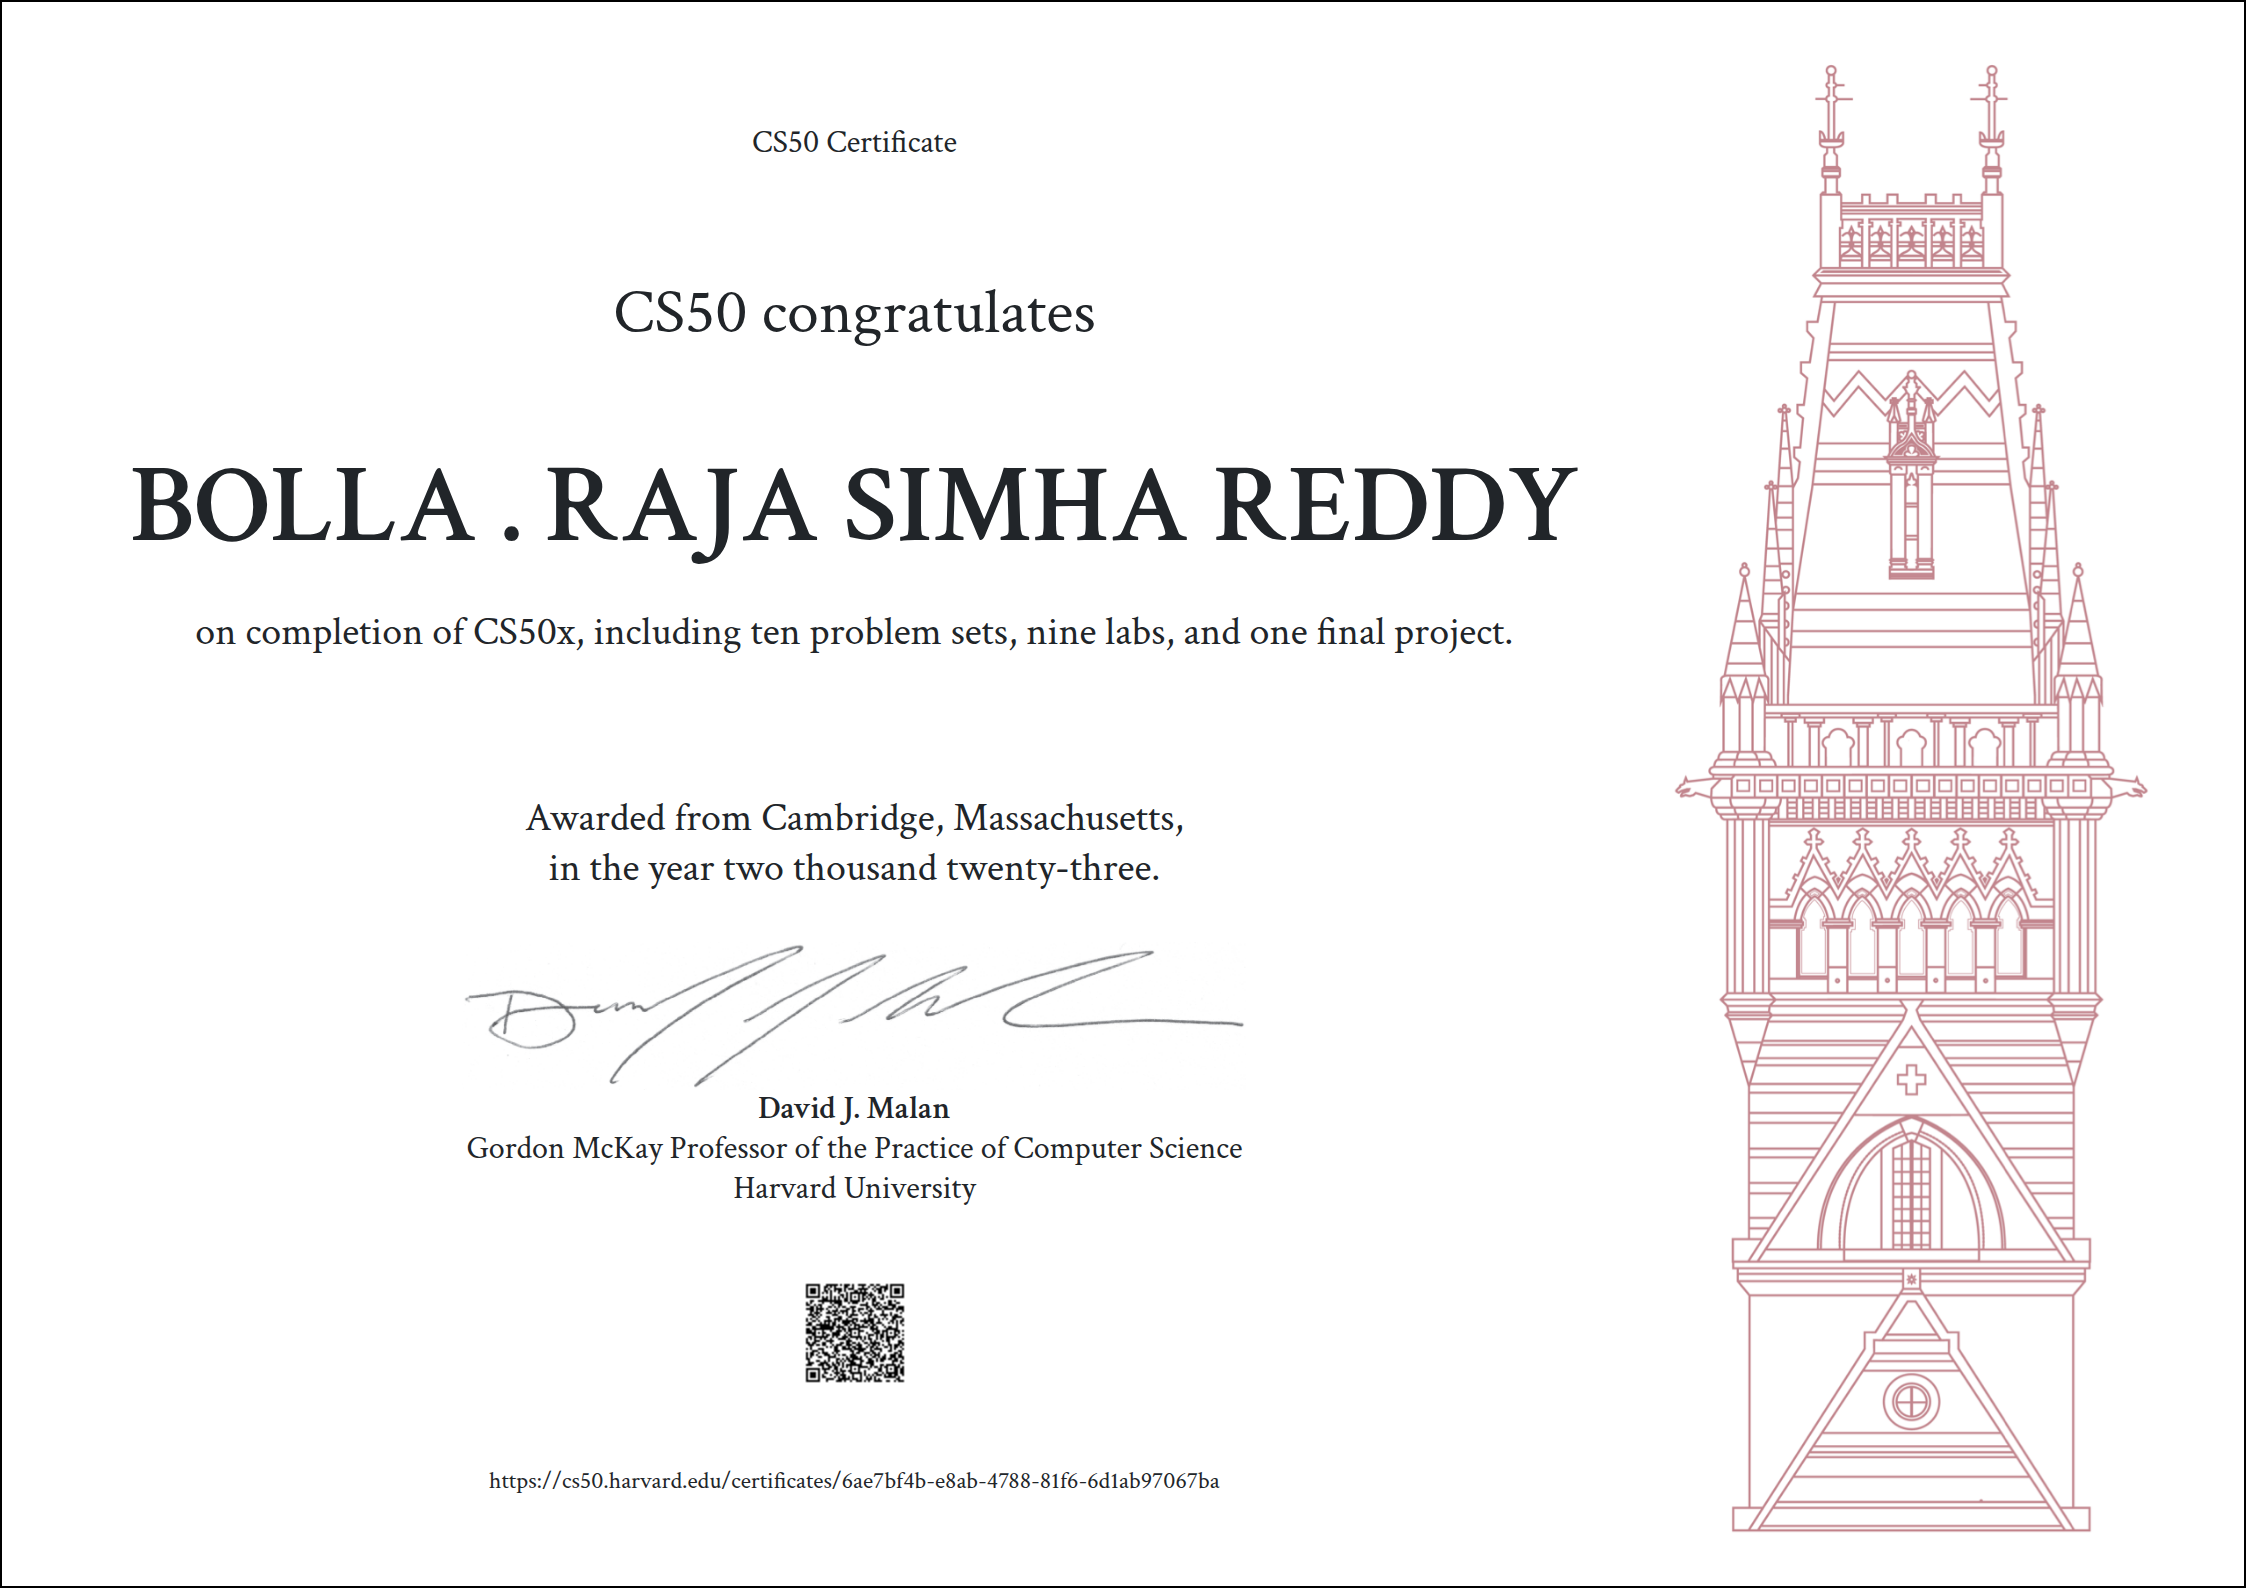 CS50 Certificate
CS50 congratulates
BOLLA . RAJA SIMHA REDDY
on completion of CS50x, including ten problem sets, nine labs, and one final project.
Awarded from Cambridge, Massachusetts,
in the year two thousand twenty-three.
David J. Malan
Gordon McKay Professor of the Practice of Computer Science
Harvard University
https://cs50.harvard.edu/certificates/6ae7bf4b-e8ab-4788-81f6-6d1ab97067ba